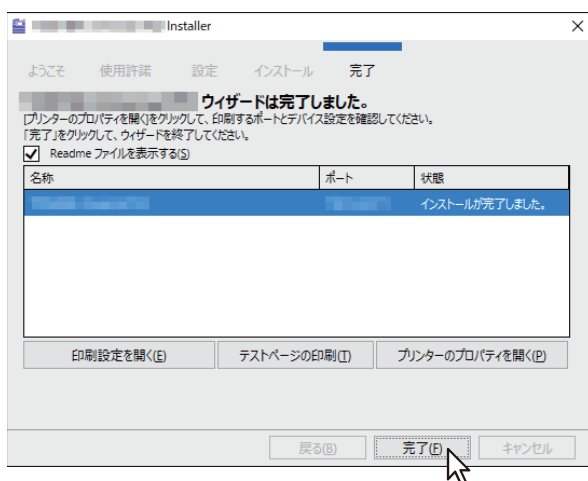 Installer
ようこそ 使用許諾 設定 インストール 完了
ウィザードは完了しました。
[プリンターのプロパティを開く]をクリックして、印刷するポートとデバイス設定を確認してください。
「完了」をクリックして、ウィザードを終了してください。
Readme ファイルを表示する(S)
名称 ポート 状態
インストールが完了しました。
印刷設定を開く(E) テストページの印刷(T) プリンターのプロパティを開く(P)
戻る(B) 完了(F) キャンセル